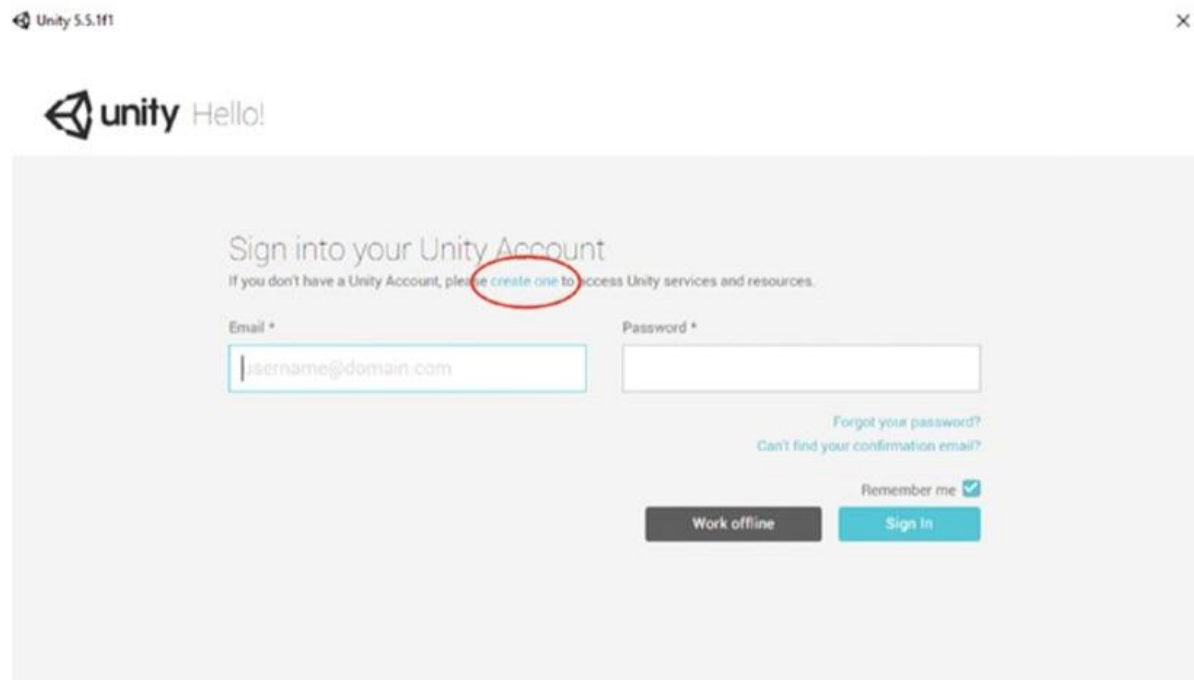 Unity 5.5.1f1
unity Hello!
Sign into your Unity Account
If you don't have a Unity Account, please create one to access Unity services and resources.
Email * Password *
username@domain.com
Forgot your password?
Can't find your confirmation email?
Remember me
Work offline Sign In